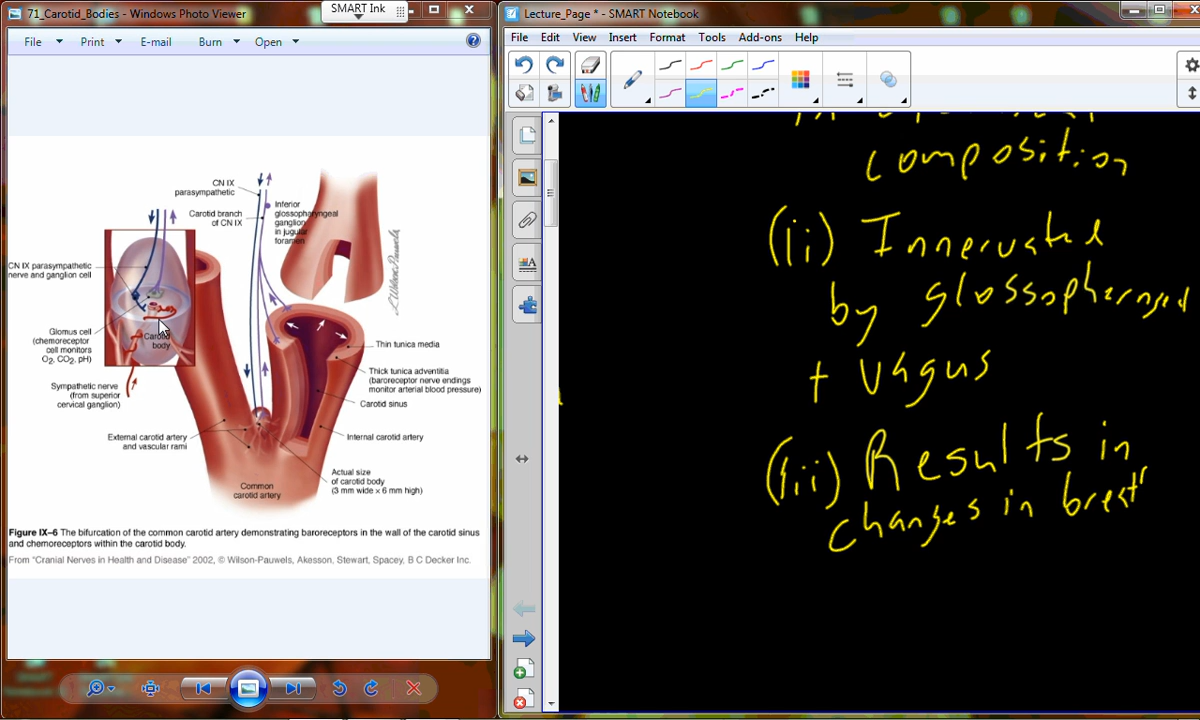 71_Carotid_Bodies - Windows Photo Viewer
SMART Ink
File Print E-mail Burn Open
CN IX
parasympathetic
Carotid branch
of CN IX
Inferior
glossopharyngeal
ganglion
in jugular
foramen
L. Wilson-Pauwels
CN IX parasympathetic
nerve and ganglion cell
Glomus cell
(chemoreceptor
cell monitors
O2, CO2, pH)
Carotid
body
Sympathetic nerve
(from superior
cervical ganglion)
Thin tunica media
Thick tunica adventitia
(baroreceptor nerve endings
monitor arterial blood pressure)
Carotid sinus
External carotid artery
and vascular rami
Internal carotid artery
Actual size
of carotid body
(3 mm wide × 6 mm high)
Common
carotid artery
Figure IX–6 The bifurcation of the common carotid artery demonstrating baroreceptors in the wall of the carotid sinus
and chemoreceptors within the carotid body.
From "Cranial Nerves in Health and Disease" 2002, © Wilson-Pauwels, Akesson, Stewart, Spacey, B C Decker Inc.
Lecture_Page * - SMART Notebook
File Edit View Insert Format Tools Add-ons Help
composition
(ii) Innervated
by glossopharyngeal
+ Vagus
(iii) Results in
changes in breat